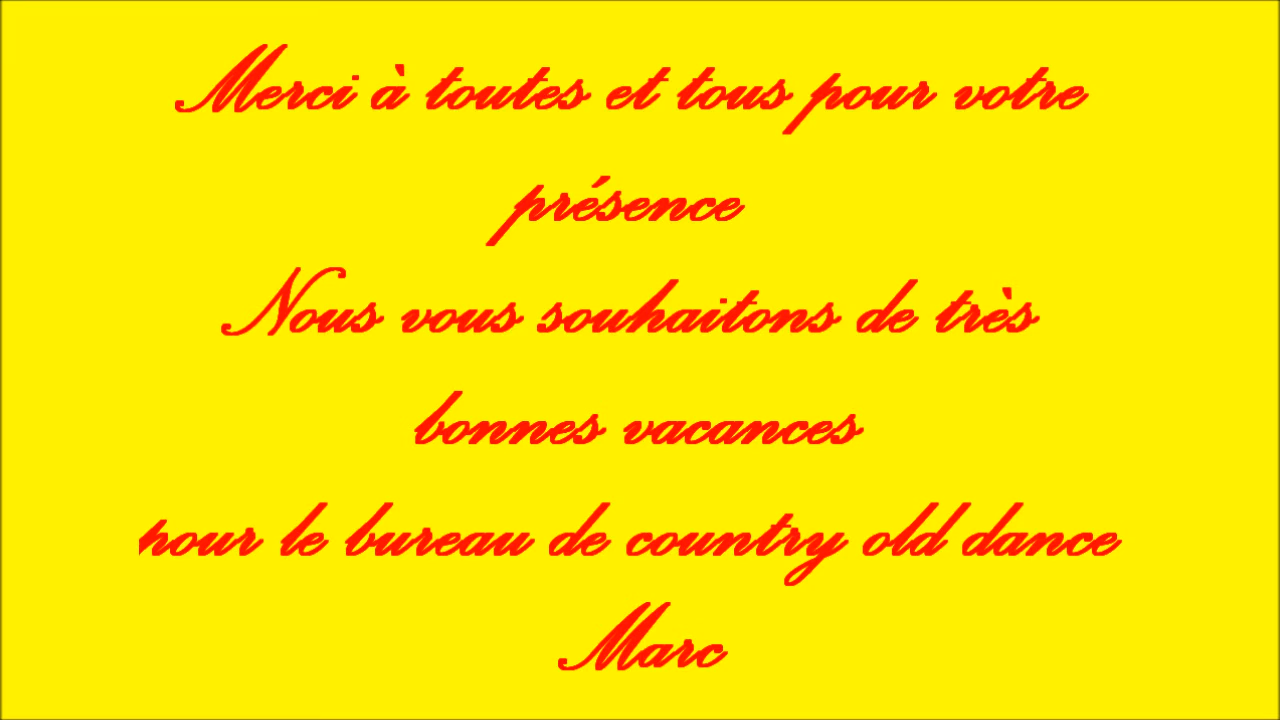 Merci à toutes et tous pour votre
présence
Nous vous souhaitons de très
bonnes vacances
pour le bureau de country old dance
Marc